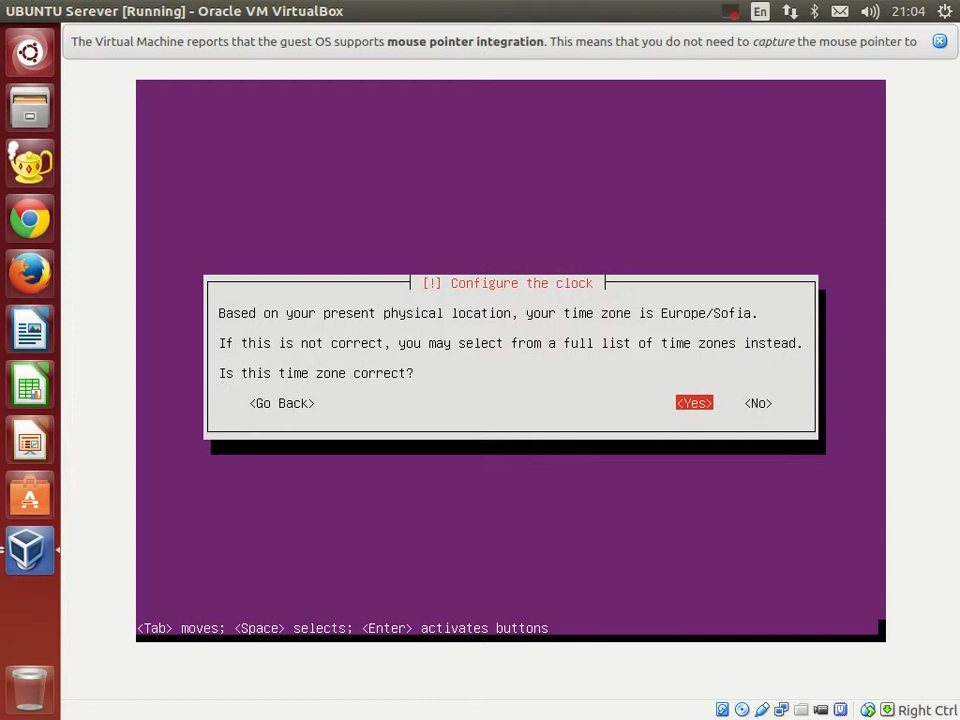 UBUNTU Serever [Running] - Oracle VM VirtualBox
En
21:04
The Virtual Machine reports that the guest OS supports mouse pointer integration. This means that you do not need to capture the mouse pointer to
[!] Configure the clock
Based on your present physical location, your time zone is Europe/Sofia.
If this is not correct, you may select from a full list of time zones instead.
Is this time zone correct?
<Go Back> <Yes> <No>
<Tab> moves; <Space> selects; <Enter> activates buttons
Right Ctrl